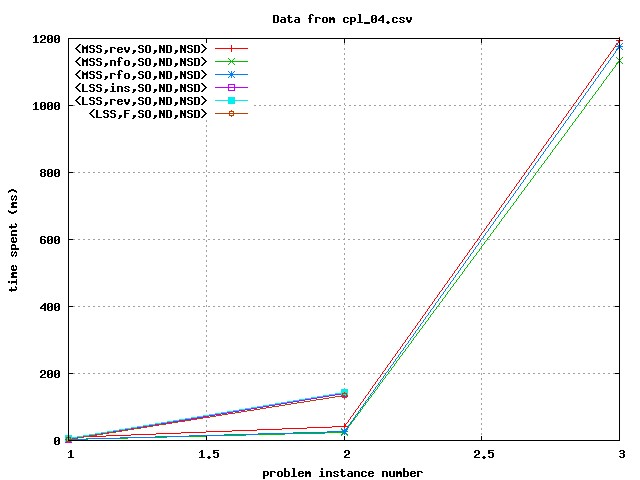 Data from cpl_04.csv
<MSS,rev,SO,ND,NSD>
<MSS,nfo,SO,ND,NSD>
<MSS,rfo,SO,ND,NSD>
<LSS,ins,SO,ND,NSD>
<LSS,rev,SO,ND,NSD>
<LSS,F,SO,ND,NSD>
1200
1000
800
600
400
200
0
time spent (ms)
1 1.5 2 2.5 3
problem instance number